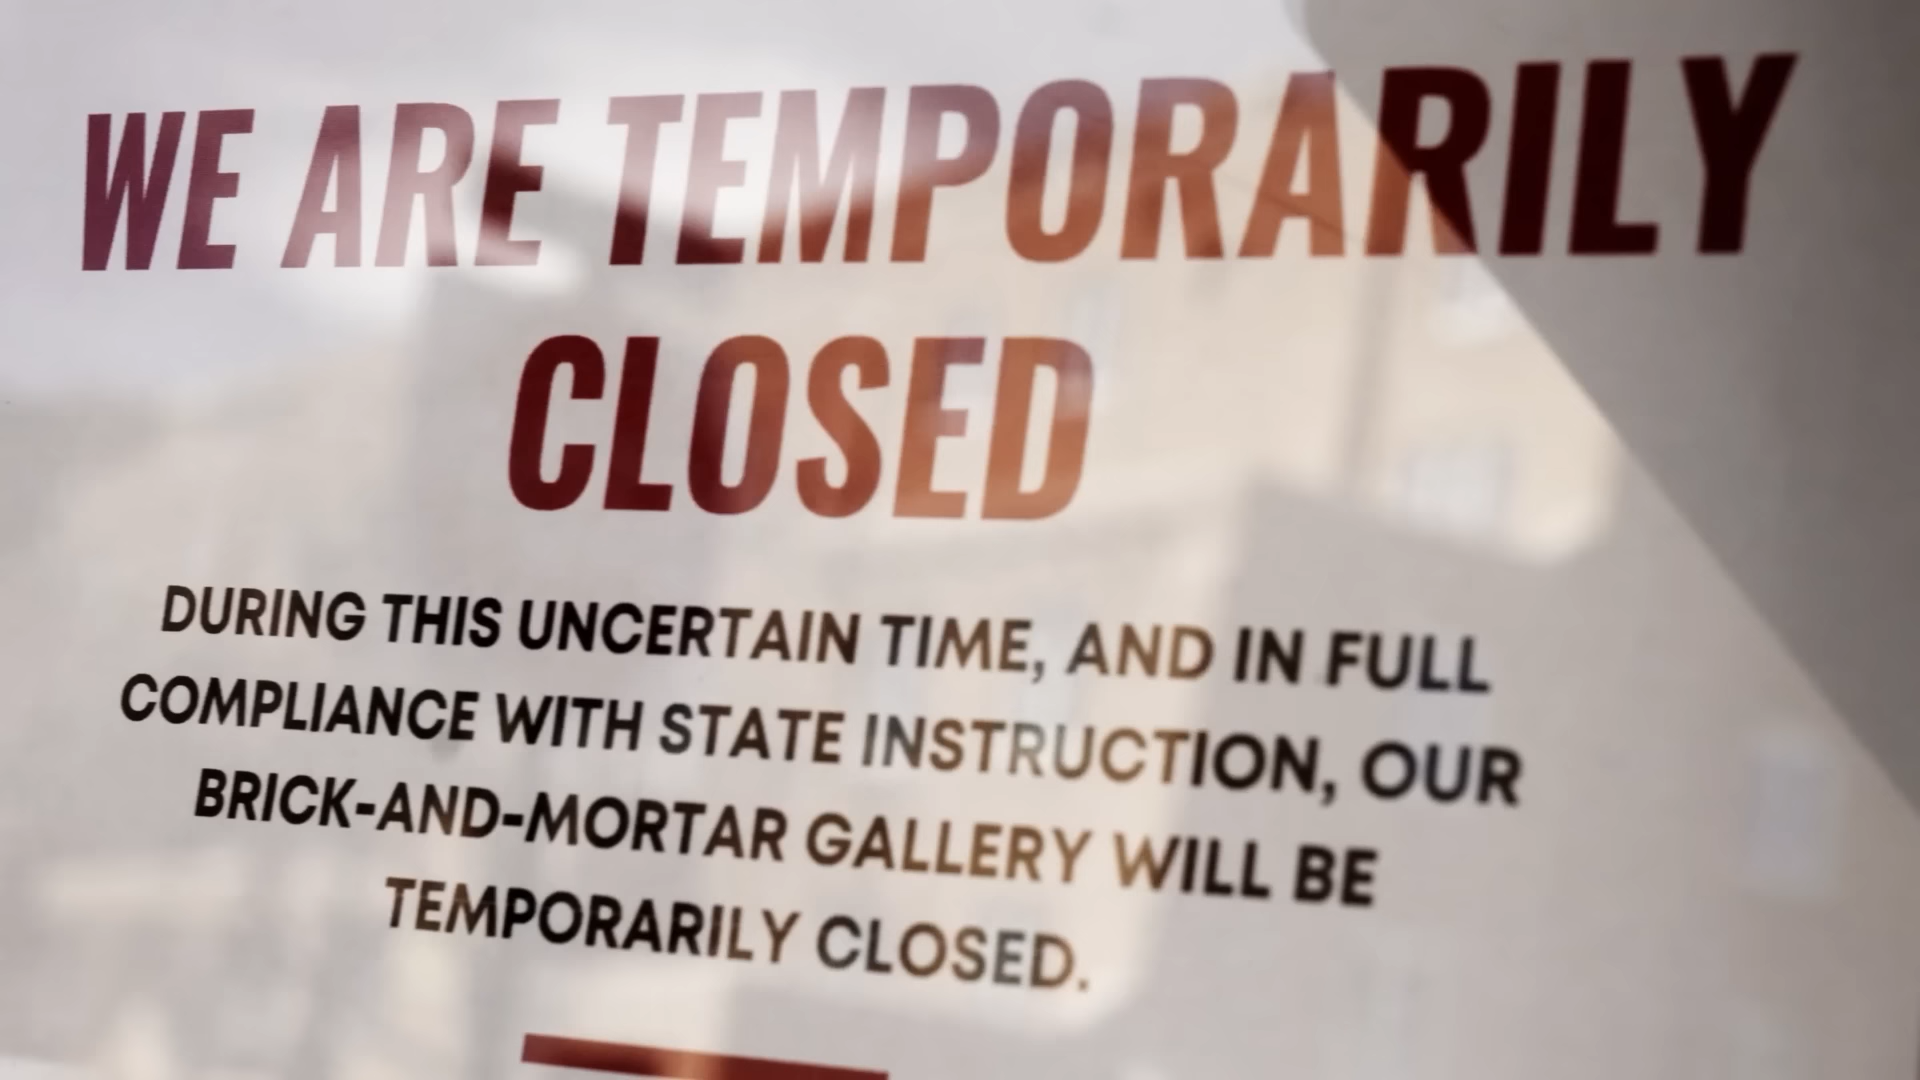 WE ARE TEMPORARILY
CLOSED
DURING THIS UNCERTAIN TIME, AND IN FULL
COMPLIANCE WITH STATE INSTRUCTION, OUR
BRICK-AND-MORTAR GALLERY WILL BE
TEMPORARILY CLOSED.